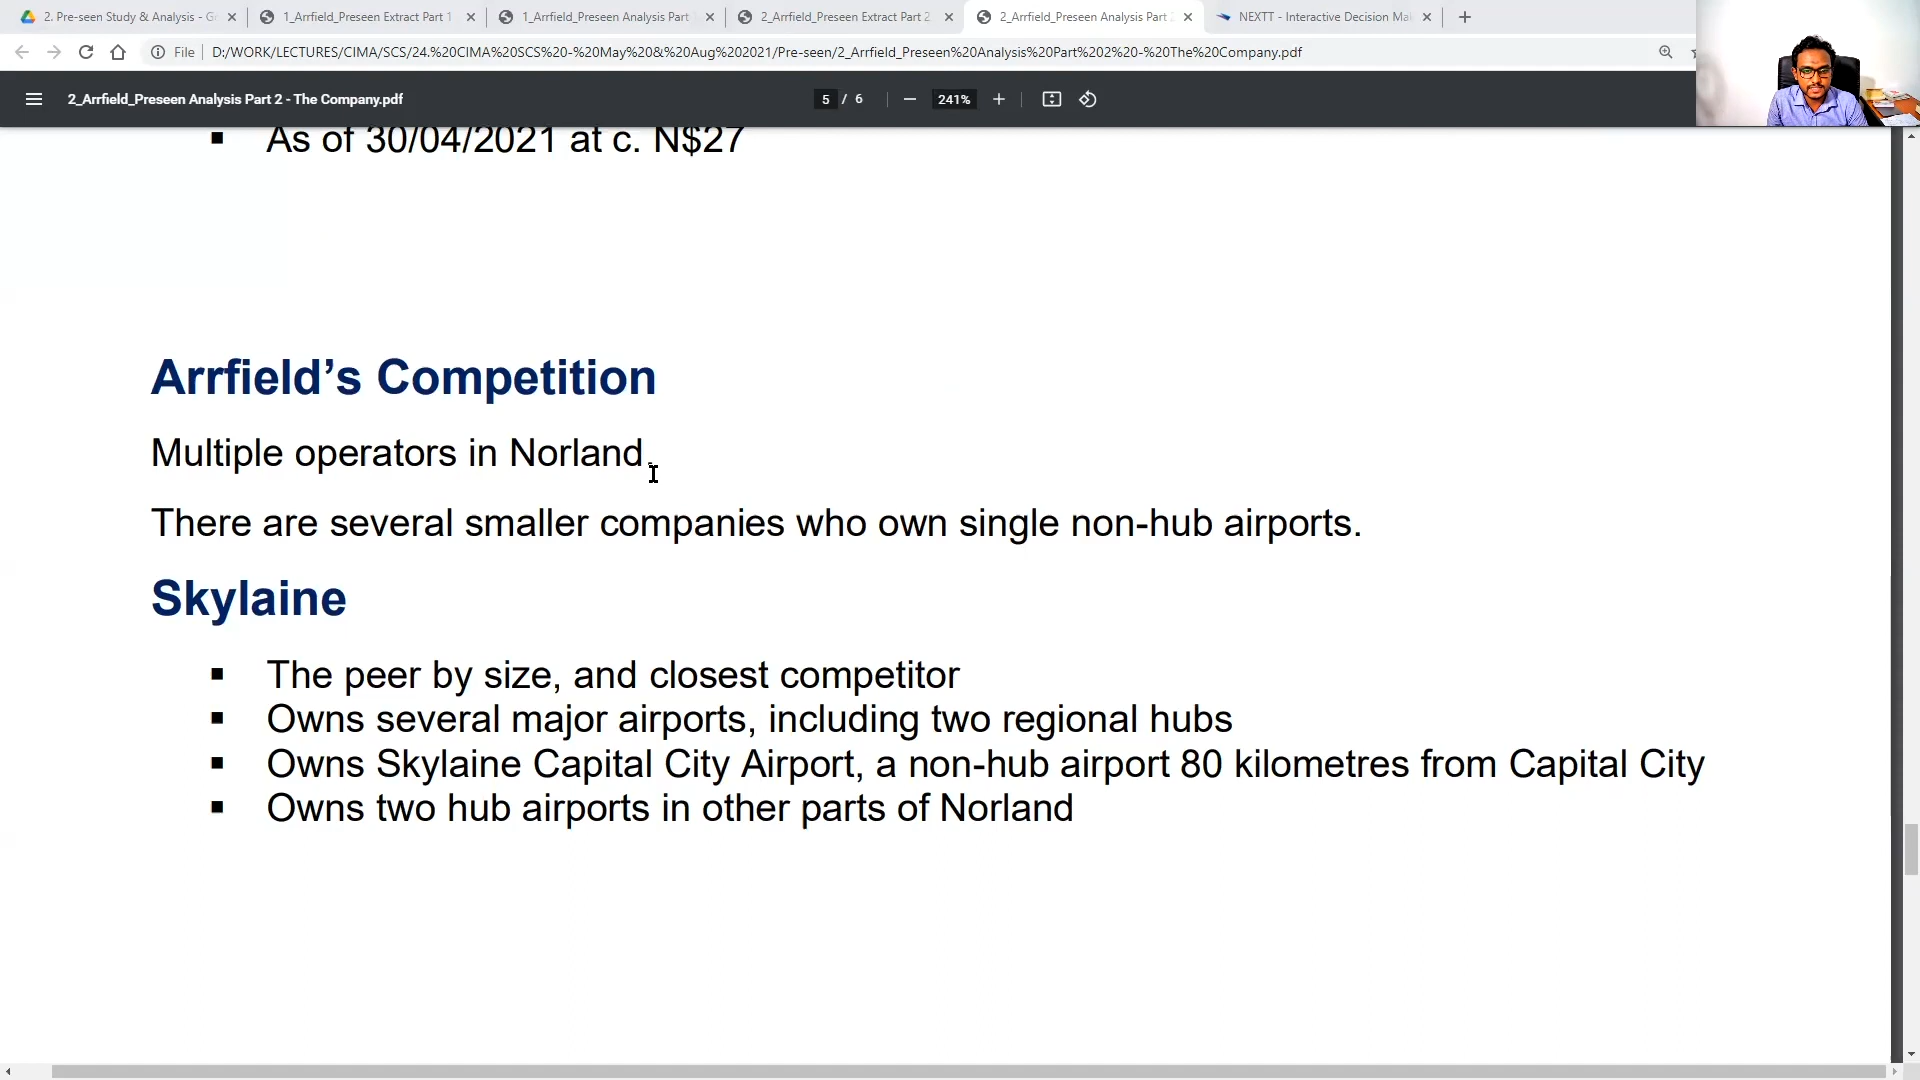 2. Pre-seen Study & Analysis - G
1_Arrfield_Preseen Extract Part 1
1_Arrfield_Preseen Analysis Part
2_Arrfield_Preseen Extract Part 2
2_Arrfield_Preseen Analysis Part
NEXTT - Interactive Decision Ma
File
D:/WORK/LECTURES/CIMA/SCS/24.%20CIMA%20SCS%20-%20May%20&%20Aug%202021/Pre-seen/2_Arrfield_Preseen%20Analysis%20Part%202%20-%20The%20Company.pdf
2_Arrfield_Preseen Analysis Part 2 - The Company.pdf
5 / 6
241%
▪ As of 30/04/2021 at c. N$27
Arrfield’s Competition
Multiple operators in Norland.
There are several smaller companies who own single non-hub airports.
Skylaine
▪ The peer by size, and closest competitor
▪ Owns several major airports, including two regional hubs
▪ Owns Skylaine Capital City Airport, a non-hub airport 80 kilometres from Capital City
▪ Owns two hub airports in other parts of Norland